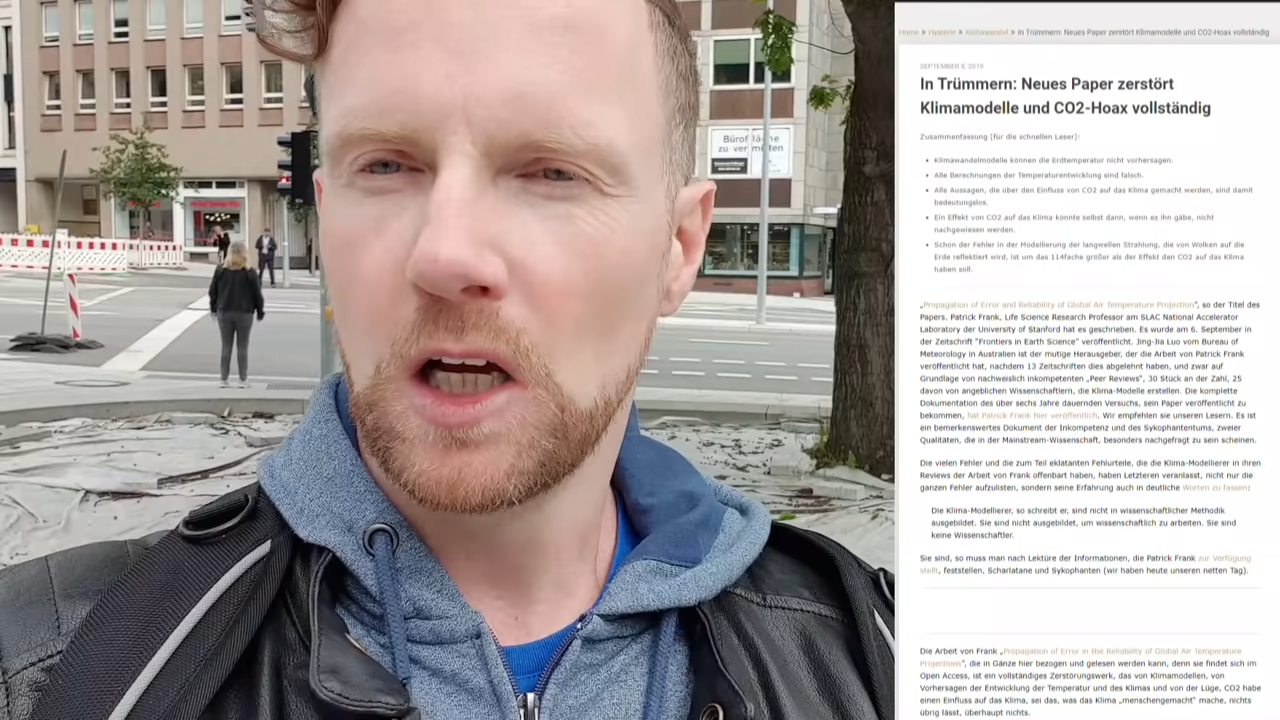 Bürofläche
zu vermieten
Home » Hysterie » Klimawandel » In Trümmern: Neues Paper zerstört Klimamodelle und CO2-Hoax vollständig
SEPTEMBER 8, 2019
In Trümmern: Neues Paper zerstört
Klimamodelle und CO2-Hoax vollständig
Zusammenfassung [für die schnellen Leser]:
• Klimawandelmodelle können die Erdtemperatur nicht vorhersagen.
• Alle Berechnungen der Temperaturentwicklung sind falsch.
• Alle Aussagen, die über den Einfluss von CO2 auf das Klima gemacht werden, sind damit
bedeutungslos.
• Ein Effekt von CO2 auf das Klima könnte selbst dann, wenn es ihn gäbe, nicht
nachgewiesen werden.
• Schon der Fehler in der Modellierung der langwellen Strahlung, die von Wolken auf die
Erde reflektiert wird, ist um das 114fache größer als der Effekt den CO2 auf das Klima
haben soll.
„Propagation of Error and Reliability of Global Air Temperature Projection“, so der Titel des
Papers. Patrick Frank, Life Science Research Professor am SLAC National Accelerator
Laboratory der University of Stanford hat es geschrieben. Es wurde am 6. September in
der Zeitschrift "Frontiers in Earth Science" veröffentlicht. Jing-Jia Luo vom Bureau of
Meteorology in Australien ist der mutige Herausgeber, der die Arbeit von Patrick Frank
veröffentlicht hat, nachdem 13 Zeitschriften dies abgelehnt haben, und zwar auf
Grundlage von nachweislich inkompetenten „Peer Reviews“, 30 Stück an der Zahl, 25
davon von angeblichen Wissenschaftlern, die Klima-Modelle erstellen. Die komplette
Dokumentation des über sechs Jahre dauernden Versuchs, sein Paper veröffentlicht zu
bekommen, hat Patrick Frank hier veröffentlich. Wir empfehlen sie unseren Lesern. Es ist
ein bemerkenswertes Dokument der Inkompetenz und des Sykophantentums, zweier
Qualitäten, die in der Mainstream-Wissenschaft, besonders nachgefragt zu sein scheinen.
Die vielen Fehler und die zum Teil eklatanten Fehlurteile, die die Klima-Modellierer in ihren
Reviews der Arbeit von Frank offenbart haben, haben Letzteren veranlasst, nicht nur die
ganzen Fehler aufzulisten, sondern seine Erfahrung auch in deutliche Worten zu fassen:
Die Klima-Modellierer, so schreibt er, sind nicht in wissenschaftlicher Methodik
ausgebildet. Sie sind nicht ausgebildet, um wissenschaftlich zu arbeiten. Sie sind
keine Wissenschaftler.
Sie sind, so muss man nach Lektüre der Informationen, die Patrick Frank zur Verfügung
stellt, feststellen, Scharlatane und Sykophanten (wir haben heute unseren netten Tag).
Die Arbeit von Frank „Propagation of Error in the Reliability of Global Air Temperature
Projections“, die in Gänze hier bezogen und gelesen werden kann, denn sie findet sich im
Open Access, ist ein vollständiges Zerstörungswerk, das von Klimamodellen, von
Vorhersagen der Entwicklung der Temperatur und des Klimas und von der Lüge, CO2 habe
einen Einfluss auf das Klima, sei das, was das Klima „menschengemacht“ mache, nichts
übrig lässt, überhaupt nichts.